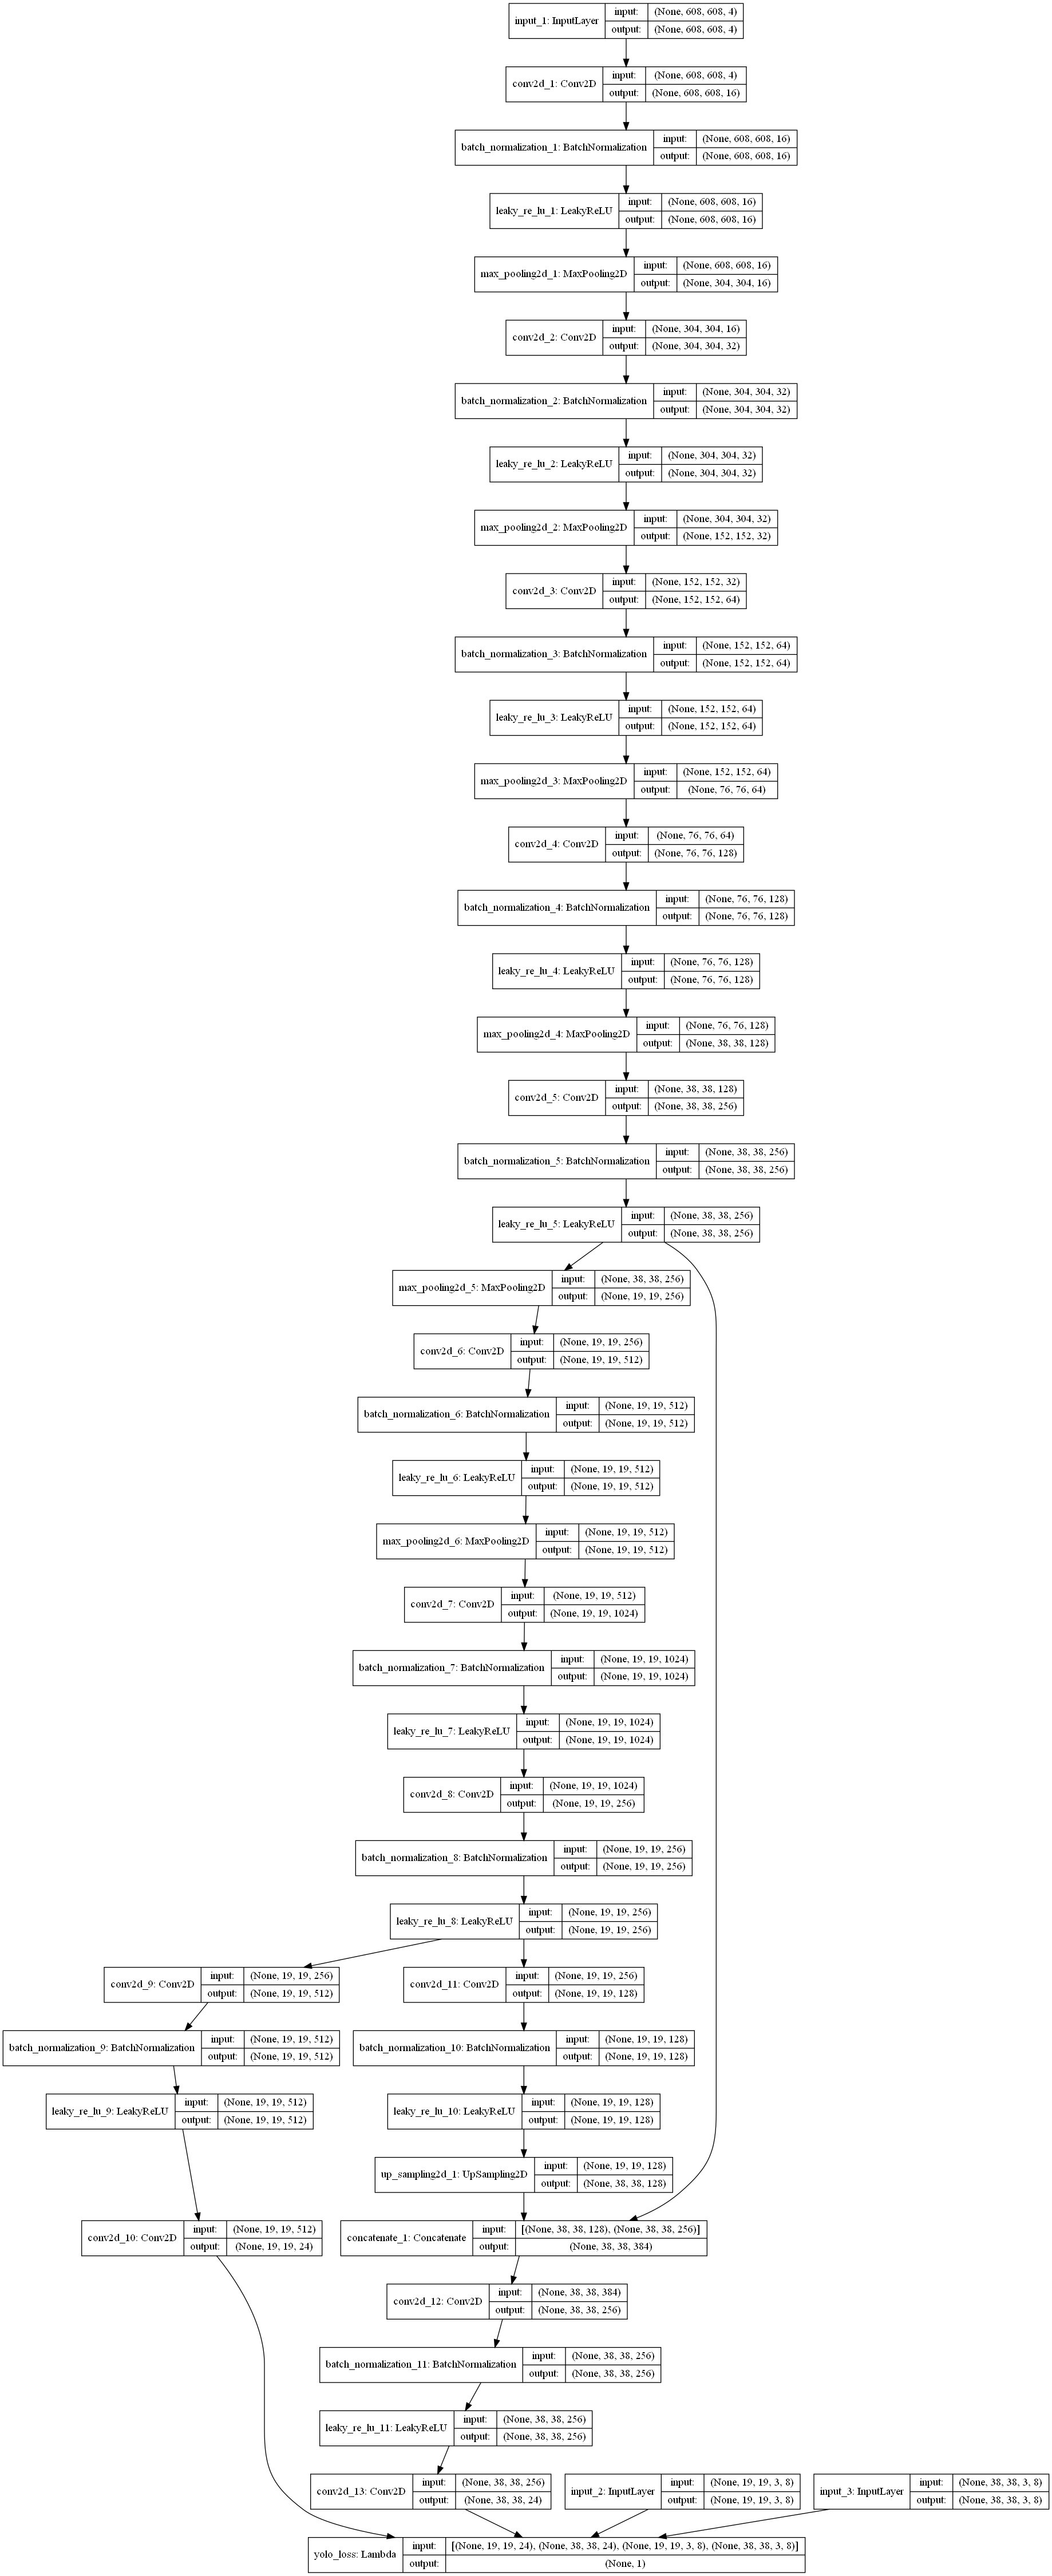 input_1: InputLayer
input: (None, 608, 608, 4)
output: (None, 608, 608, 4)
conv2d_1: Conv2D
input: (None, 608, 608, 4)
output: (None, 608, 608, 16)
batch_normalization_1: BatchNormalization
input: (None, 608, 608, 16)
output: (None, 608, 608, 16)
leaky_re_lu_1: LeakyReLU
input: (None, 608, 608, 16)
output: (None, 608, 608, 16)
max_pooling2d_1: MaxPooling2D
input: (None, 608, 608, 16)
output: (None, 304, 304, 16)
conv2d_2: Conv2D
input: (None, 304, 304, 16)
output: (None, 304, 304, 32)
batch_normalization_2: BatchNormalization
input: (None, 304, 304, 32)
output: (None, 304, 304, 32)
leaky_re_lu_2: LeakyReLU
input: (None, 304, 304, 32)
output: (None, 304, 304, 32)
max_pooling2d_2: MaxPooling2D
input: (None, 304, 304, 32)
output: (None, 152, 152, 32)
conv2d_3: Conv2D
input: (None, 152, 152, 32)
output: (None, 152, 152, 64)
batch_normalization_3: BatchNormalization
input: (None, 152, 152, 64)
output: (None, 152, 152, 64)
leaky_re_lu_3: LeakyReLU
input: (None, 152, 152, 64)
output: (None, 152, 152, 64)
max_pooling2d_3: MaxPooling2D
input: (None, 152, 152, 64)
output: (None, 76, 76, 64)
conv2d_4: Conv2D
input: (None, 76, 76, 64)
output: (None, 76, 76, 128)
batch_normalization_4: BatchNormalization
input: (None, 76, 76, 128)
output: (None, 76, 76, 128)
leaky_re_lu_4: LeakyReLU
input: (None, 76, 76, 128)
output: (None, 76, 76, 128)
max_pooling2d_4: MaxPooling2D
input: (None, 76, 76, 128)
output: (None, 38, 38, 128)
conv2d_5: Conv2D
input: (None, 38, 38, 128)
output: (None, 38, 38, 256)
batch_normalization_5: BatchNormalization
input: (None, 38, 38, 256)
output: (None, 38, 38, 256)
leaky_re_lu_5: LeakyReLU
input: (None, 38, 38, 256)
output: (None, 38, 38, 256)
max_pooling2d_5: MaxPooling2D
input: (None, 38, 38, 256)
output: (None, 19, 19, 256)
conv2d_6: Conv2D
input: (None, 19, 19, 256)
output: (None, 19, 19, 512)
batch_normalization_6: BatchNormalization
input: (None, 19, 19, 512)
output: (None, 19, 19, 512)
leaky_re_lu_6: LeakyReLU
input: (None, 19, 19, 512)
output: (None, 19, 19, 512)
max_pooling2d_6: MaxPooling2D
input: (None, 19, 19, 512)
output: (None, 19, 19, 512)
conv2d_7: Conv2D
input: (None, 19, 19, 512)
output: (None, 19, 19, 1024)
batch_normalization_7: BatchNormalization
input: (None, 19, 19, 1024)
output: (None, 19, 19, 1024)
leaky_re_lu_7: LeakyReLU
input: (None, 19, 19, 1024)
output: (None, 19, 19, 1024)
conv2d_8: Conv2D
input: (None, 19, 19, 1024)
output: (None, 19, 19, 256)
batch_normalization_8: BatchNormalization
input: (None, 19, 19, 256)
output: (None, 19, 19, 256)
leaky_re_lu_8: LeakyReLU
input: (None, 19, 19, 256)
output: (None, 19, 19, 256)
conv2d_9: Conv2D
input: (None, 19, 19, 256)
output: (None, 19, 19, 512)
conv2d_11: Conv2D
input: (None, 19, 19, 256)
output: (None, 19, 19, 128)
batch_normalization_9: BatchNormalization
input: (None, 19, 19, 512)
output: (None, 19, 19, 512)
batch_normalization_10: BatchNormalization
input: (None, 19, 19, 128)
output: (None, 19, 19, 128)
leaky_re_lu_9: LeakyReLU
input: (None, 19, 19, 512)
output: (None, 19, 19, 512)
leaky_re_lu_10: LeakyReLU
input: (None, 19, 19, 128)
output: (None, 19, 19, 128)
up_sampling2d_1: UpSampling2D
input: (None, 19, 19, 128)
output: (None, 38, 38, 128)
conv2d_10: Conv2D
input: (None, 19, 19, 512)
output: (None, 19, 19, 24)
concatenate_1: Concatenate
input: [(None, 38, 38, 128), (None, 38, 38, 256)]
output: (None, 38, 38, 384)
conv2d_12: Conv2D
input: (None, 38, 38, 384)
output: (None, 38, 38, 256)
batch_normalization_11: BatchNormalization
input: (None, 38, 38, 256)
output: (None, 38, 38, 256)
leaky_re_lu_11: LeakyReLU
input: (None, 38, 38, 256)
output: (None, 38, 38, 256)
conv2d_13: Conv2D
input: (None, 38, 38, 256)
output: (None, 38, 38, 24)
input_2: InputLayer
input: (None, 19, 19, 3, 8)
output: (None, 19, 19, 3, 8)
input_3: InputLayer
input: (None, 38, 38, 3, 8)
output: (None, 38, 38, 3, 8)
yolo_loss: Lambda
input: [(None, 19, 19, 24), (None, 38, 38, 24), (None, 19, 19, 3, 8), (None, 38, 38, 3, 8)]
output: (None, 1)